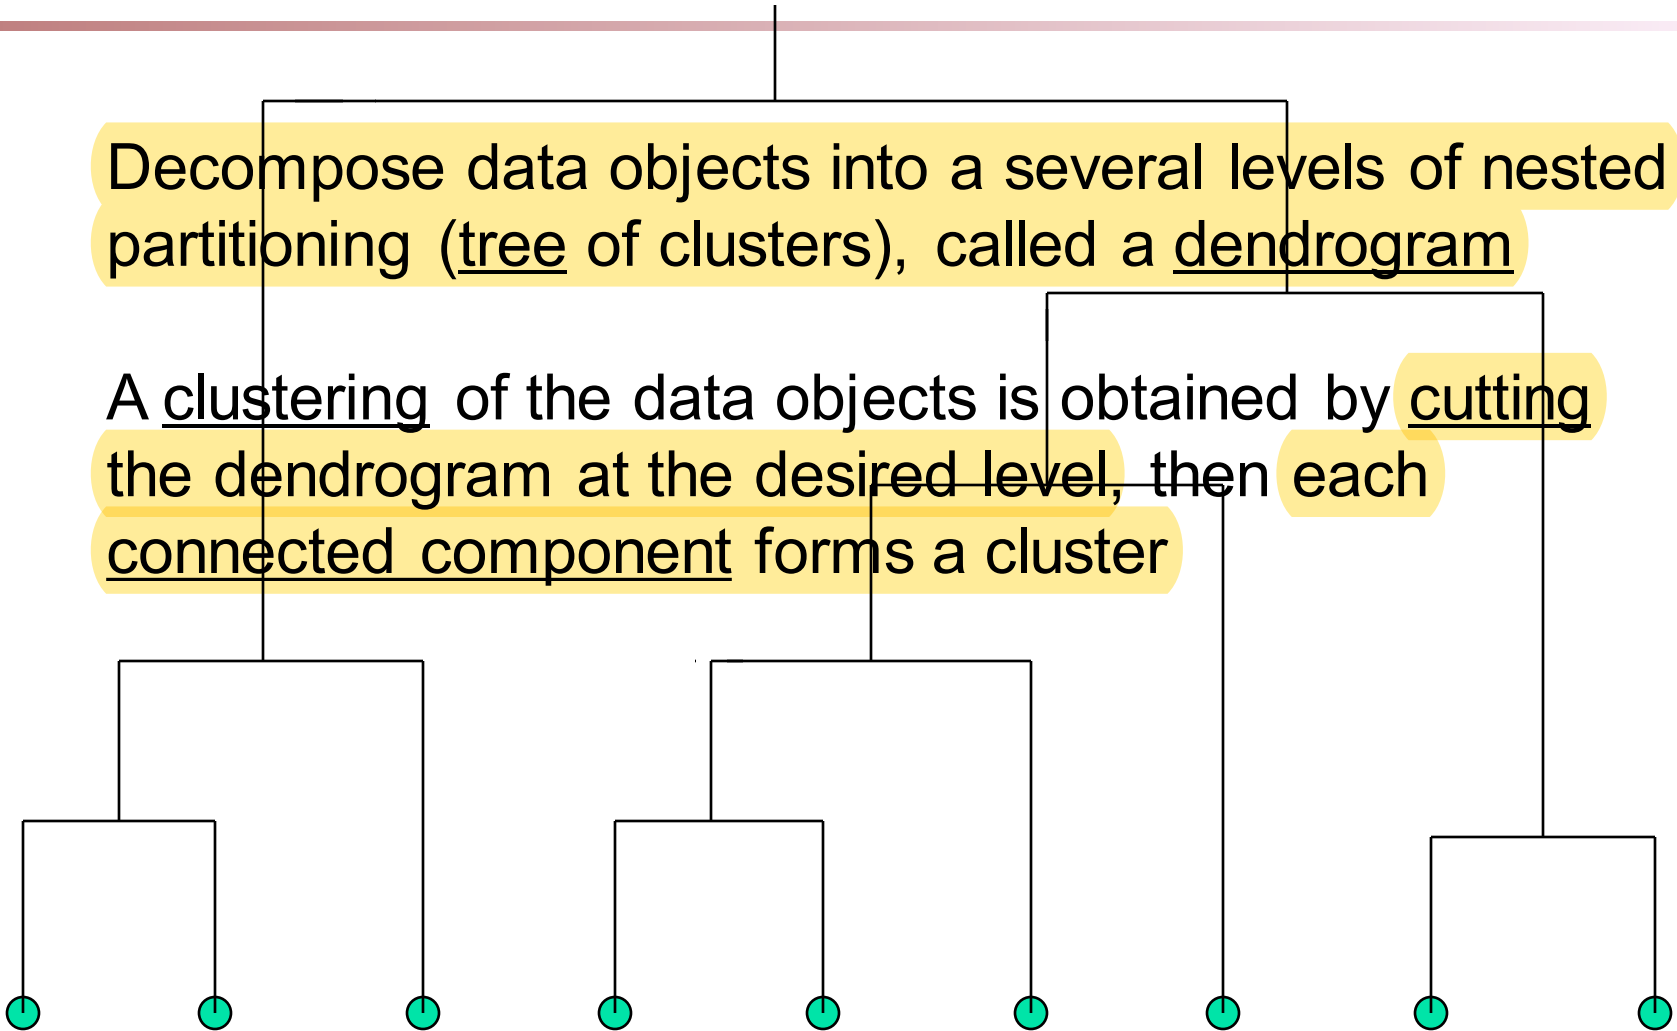 Decompose data objects into a several levels of nested
partitioning (tree of clusters), called a dendrogram
A clustering of the data objects is obtained by cutting
the dendrogram at the desired level, then each
connected component forms a cluster